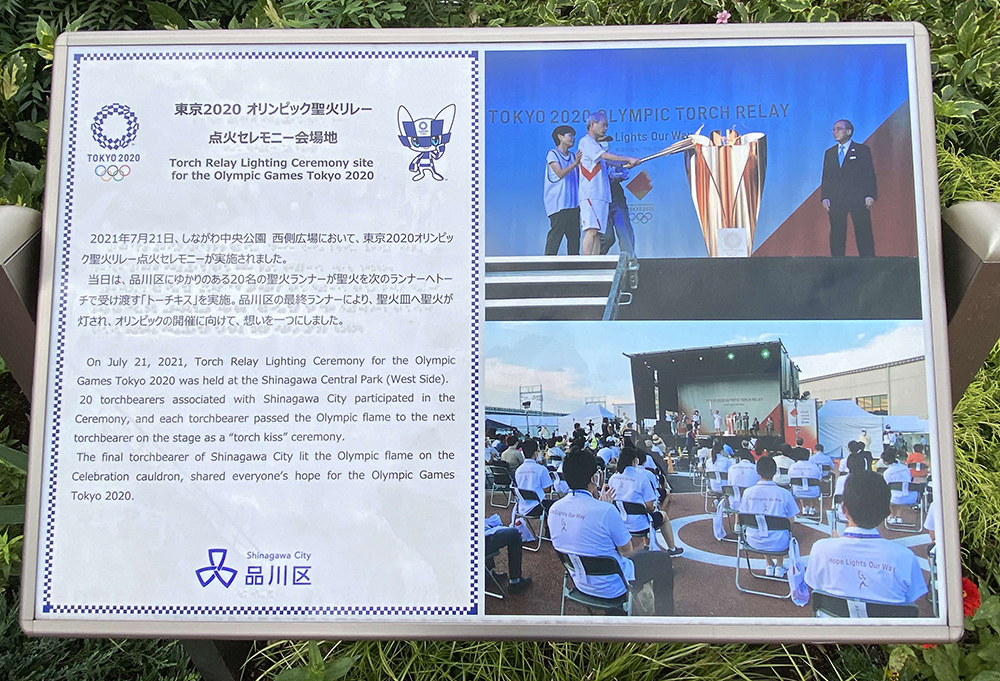 東京2020 オリンピック聖火リレー
点火セレモニー会場地
TOKYO 2020
Torch Relay Lighting Ceremony site
for the Olympic Games Tokyo 2020
2021年7月21日、しながわ中央公園 西側広場において、東京2020オリンピッ
ク聖火リレー点火セレモニーが実施されました。
当日は、品川区にゆかりのある20名の聖火ランナーが聖火を次のランナーへトー
チで受け渡す「トーチキス」を実施。品川区の最終ランナーにより、聖火皿へ聖火が
灯され、オリンピックの開催に向けて、想いを一つにしました。
On July 21, 2021, Torch Relay Lighting Ceremony for the Olympic
Games Tokyo 2020 was held at the Shinagawa Central Park (West Side).
20 torchbearers associated with Shinagawa City participated in the
Ceremony, and each torchbearer passed the Olympic flame to the next
torchbearer on the stage as a “torch kiss” ceremony.
The final torchbearer of Shinagawa City lit the Olympic flame on the
Celebration cauldron, shared everyone’s hope for the Olympic Games
Tokyo 2020.
Shinagawa City
品川区
TOKYO 2020 OLYMPIC TORCH RELAY
Lights Our Way
TOKYO 2020
Hope Lights Our Way